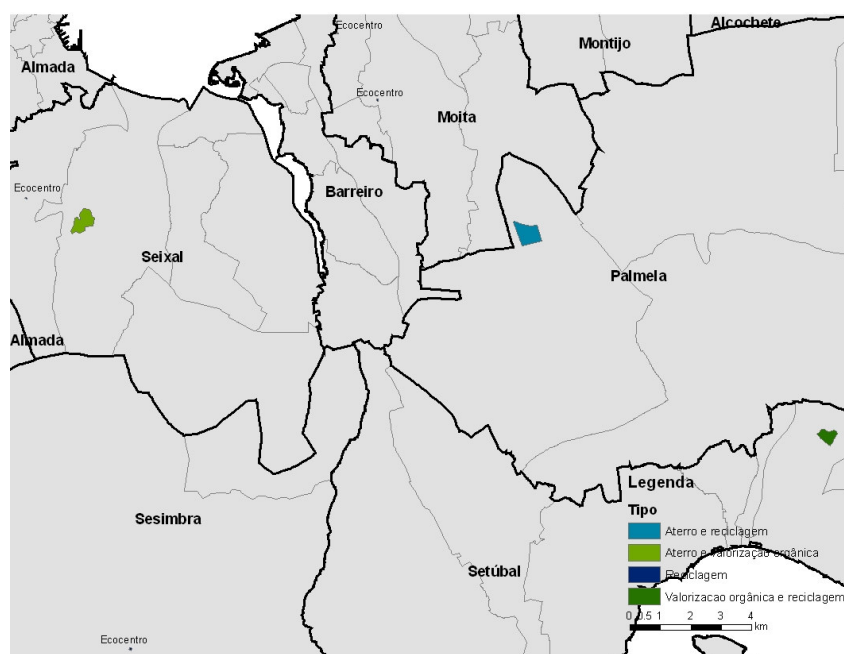 Ecocentro
Alcochete
Montijo
Almada
Ecocentro
Moita
Ecocentro
Barreiro
Seixal
Palmela
Almada
Legenda
Tipo
Aterro e reciclagem
Aterro e valorização orgânica
Reciclagem
Valorizacao orgânica e reciclagem
Sesimbra
Setúbal
0 0.5 1 2 3 4
km
Ecocentro